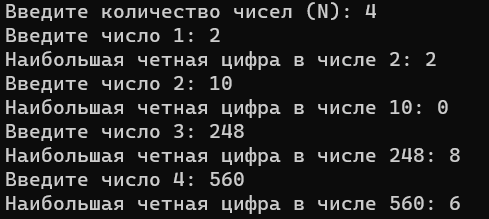 Введите количество чисел (N): 4
Введите число 1: 2
Наибольшая четная цифра в числе 2: 2
Введите число 2: 10
Наибольшая четная цифра в числе 10: 0
Введите число 3: 248
Наибольшая четная цифра в числе 248: 8
Введите число 4: 560
Наибольшая четная цифра в числе 560: 6